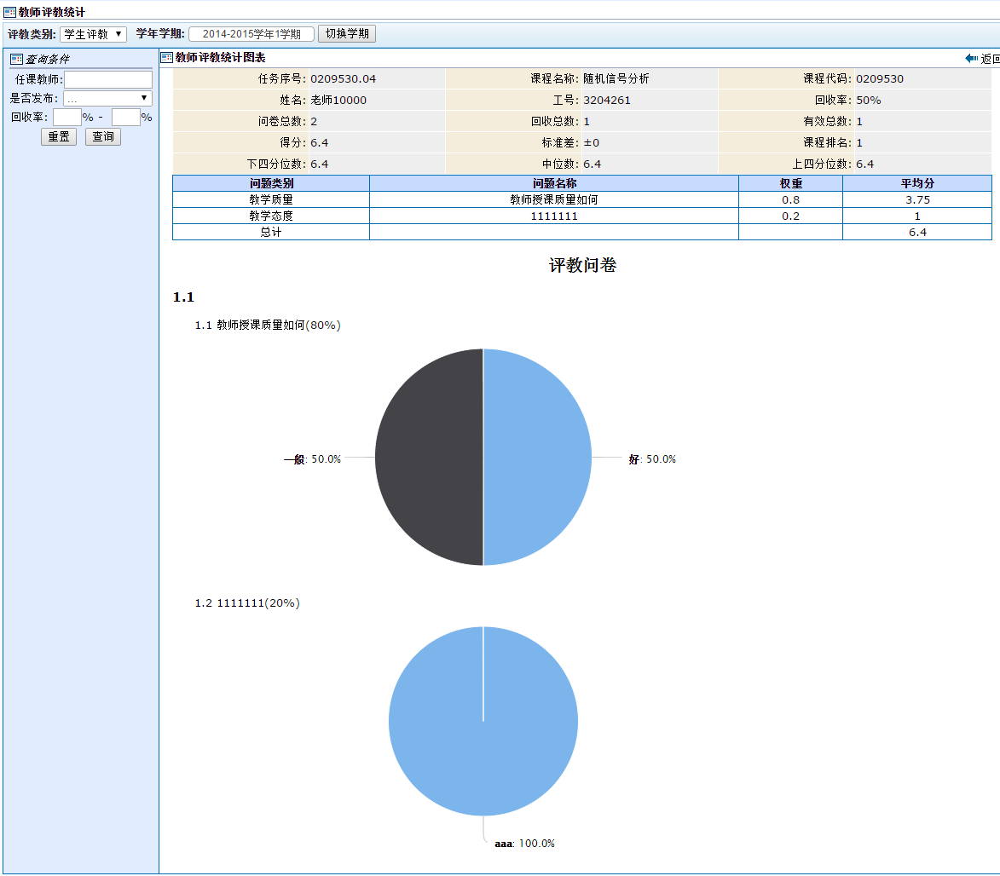 教师评教统计
评教类别: 学生评教 学年学期: 2014-2015学年1学期 切换学期
查询条件
任课教师:
是否发布: ...
回收率: % - %
重置 查询
教师评教统计图表 返回
任务序号: 0209530.04 课程名称: 随机信号分析 课程代码: 0209530
姓名: 老师10000 工号: 3204261 回收率: 50%
问卷总数: 2 回收总数: 1 有效总数: 1
得分: 6.4 标准差: ±0 课程排名: 1
下四分位数: 6.4 中位数: 6.4 上四分位数: 6.4
问题类别 问题名称 权重 平均分
教学质量 教师授课质量如何 0.8 3.75
教学态度 1111111 0.2 1
总计 6.4
评教问卷
1.1
1.1 教师授课质量如何(80%)
一般: 50.0% 好: 50.0%
1.2 1111111(20%)
aaa: 100.0%